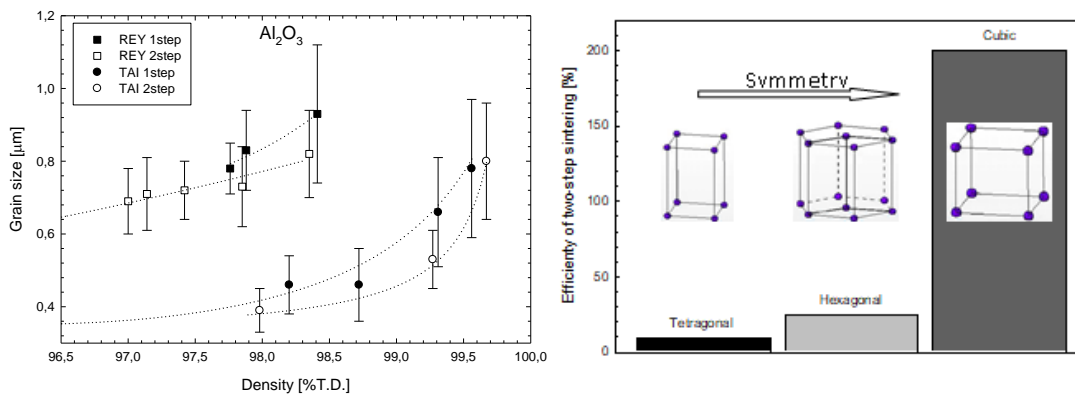 Al2O3
REY 1step
REY 2step
TAI 1step
TAI 2step
1,2
1,0
0,8
0,6
0,4
Grain size [μm]
96,5 97,0 97,5 98,0 98,5 99,0 99,5 100,0
Density [%T.D.]
Efficienty of two-step sintering [%]
200
150
100
50
0
Symmetry
Cubic
Hexagonal
Tetragonal